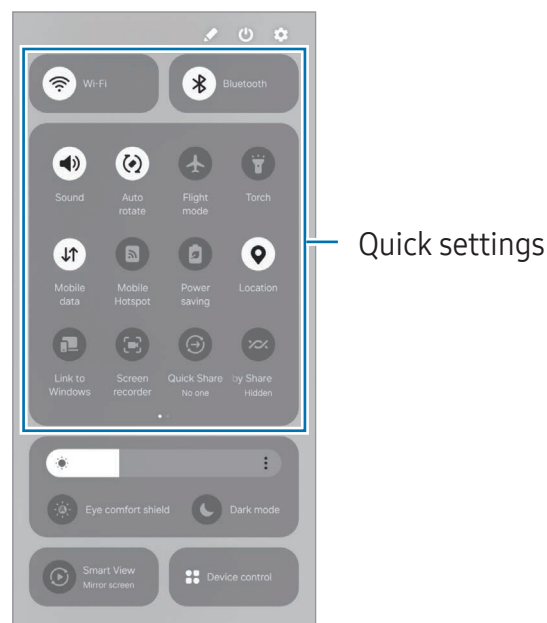 Wi-Fi Bluetooth
Sound Auto rotate Flight mode Torch
Quick settings
Mobile data Mobile Hotspot Power saving Location
Link to Windows Screen recorder Quick Share No one by Share Hidden
Eye comfort shield Dark mode
Smart View Mirror screen Device control